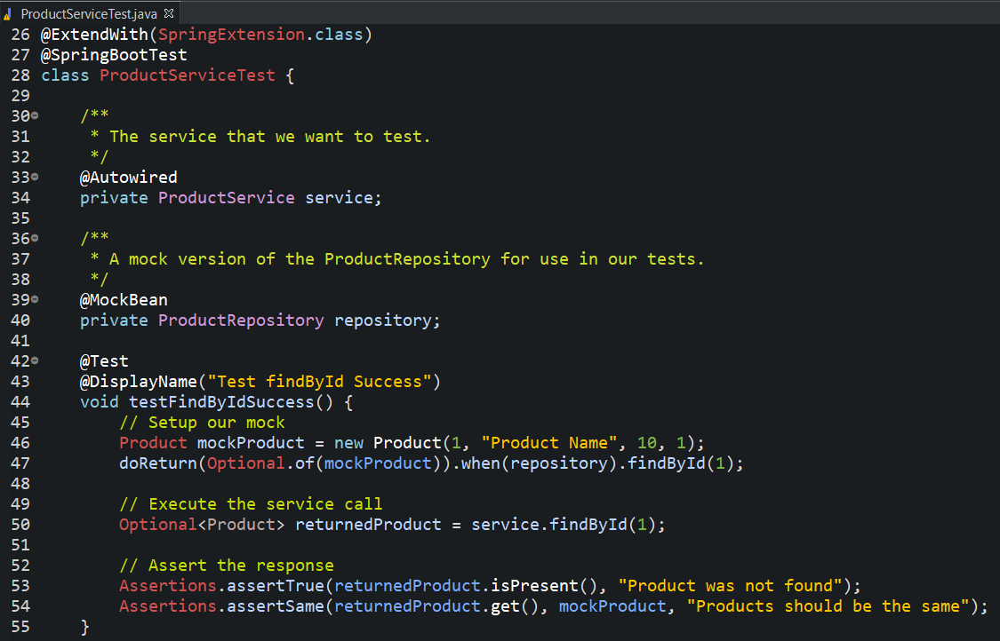 ProductServiceTest.java
26 @ExtendWith(SpringExtension.class)
27 @SpringBootTest
28 class ProductServiceTest {
29
30     /**
31      * The service that we want to test.
32      */
33     @Autowired
34     private ProductService service;
35
36     /**
37      * A mock version of the ProductRepository for use in our tests.
38      */
39     @MockBean
40     private ProductRepository repository;
41
42     @Test
43     @DisplayName("Test findById Success")
44     void testFindByIdSuccess() {
45         // Setup our mock
46         Product mockProduct = new Product(1, "Product Name", 10, 1);
47         doReturn(Optional.of(mockProduct)).when(repository).findById(1);
48
49         // Execute the service call
50         Optional<Product> returnedProduct = service.findById(1);
51
52         // Assert the response
53         Assertions.assertTrue(returnedProduct.isPresent(), "Product was not found");
54         Assertions.assertSame(returnedProduct.get(), mockProduct, "Products should be the same");
55     }